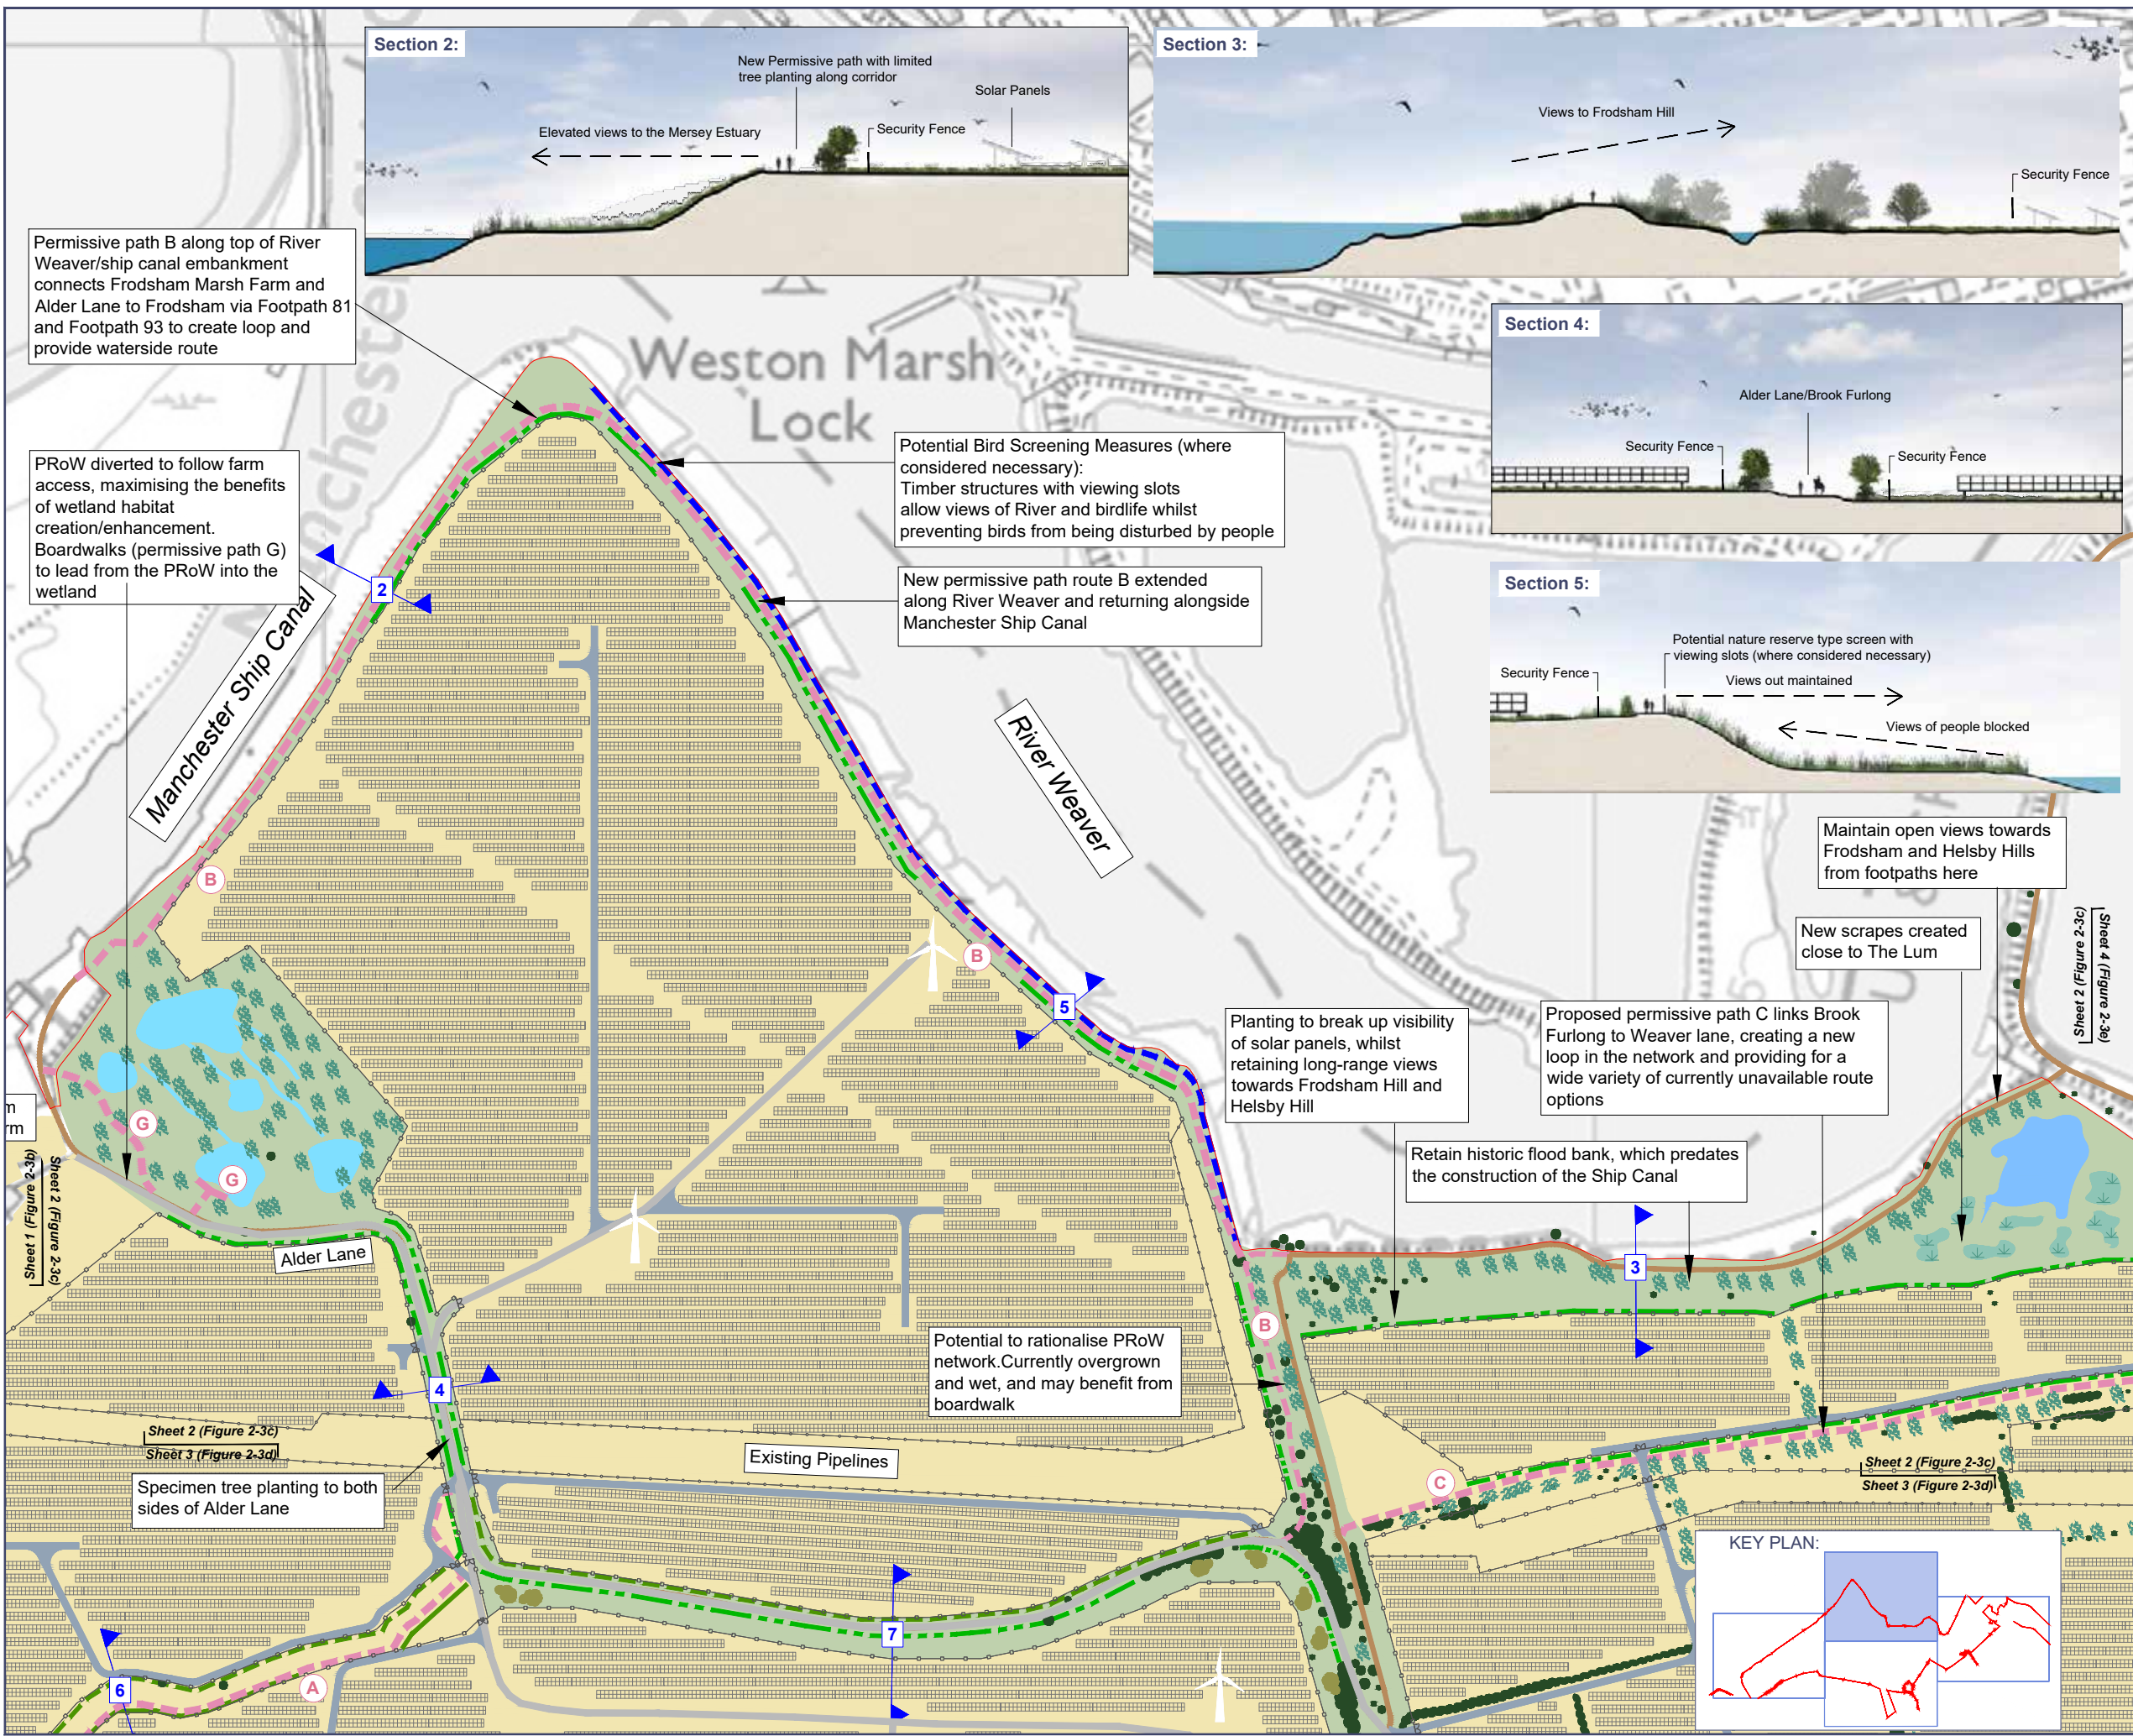 Section 2:
New Permissive path with limited
tree planting along corridor
Solar Panels
Elevated views to the Mersey Estuary
Security Fence
Section 3:
Views to Frodsham Hill
Security Fence
Permissive path B along top of River
Weaver/ship canal embankment
connects Frodsham Marsh Farm and
Alder Lane to Frodsham via Footpath 81
and Footpath 93 to create loop and
provide waterside route
Section 4:
Alder Lane/Brook Furlong
Security Fence
Security Fence
Weston Marsh
Lock
Potential Bird Screening Measures (where
considered necessary):
Timber structures with viewing slots
allow views of River and birdlife whilst
preventing birds from being disturbed by people
PRoW diverted to follow farm
access, maximising the benefits
of wetland habitat
creation/enhancement.
Boardwalks (permissive path G)
to lead from the PRoW into the
wetland
New permissive path route B extended
along River Weaver and returning alongside
Manchester Ship Canal
Section 5:
Potential nature reserve type screen with
viewing slots (where considered necessary)
Security Fence
Views out maintained
Views of people blocked
2
Manchester Ship Canal
River Weaver
Maintain open views towards
Frodsham and Helsby Hills
from footpaths here
B
B
New scrapes created
close to The Lum
Sheet 2 (Figure 2-3c)
Sheet 4 (Figure 2-3e)
5
Planting to break up visibility
of solar panels, whilst
retaining long-range views
towards Frodsham Hill and
Helsby Hill
Proposed permissive path C links Brook
Furlong to Weaver lane, creating a new
loop in the network and providing for a
wide variety of currently unavailable route
options
m
rm
G
G
Retain historic flood bank, which predates
the construction of the Ship Canal
Sheet 1 (Figure 2-3b)
Sheet 2 (Figure 2-3c)
Alder Lane
3
B
Potential to rationalise PRoW
network.Currently overgrown
and wet, and may benefit from
boardwalk
4
Sheet 2 (Figure 2-3c)
Sheet 3 (Figure 2-3d)
Existing Pipelines
Specimen tree planting to both
sides of Alder Lane
C
Sheet 2 (Figure 2-3c)
Sheet 3 (Figure 2-3d)
KEY PLAN:
7
6
A